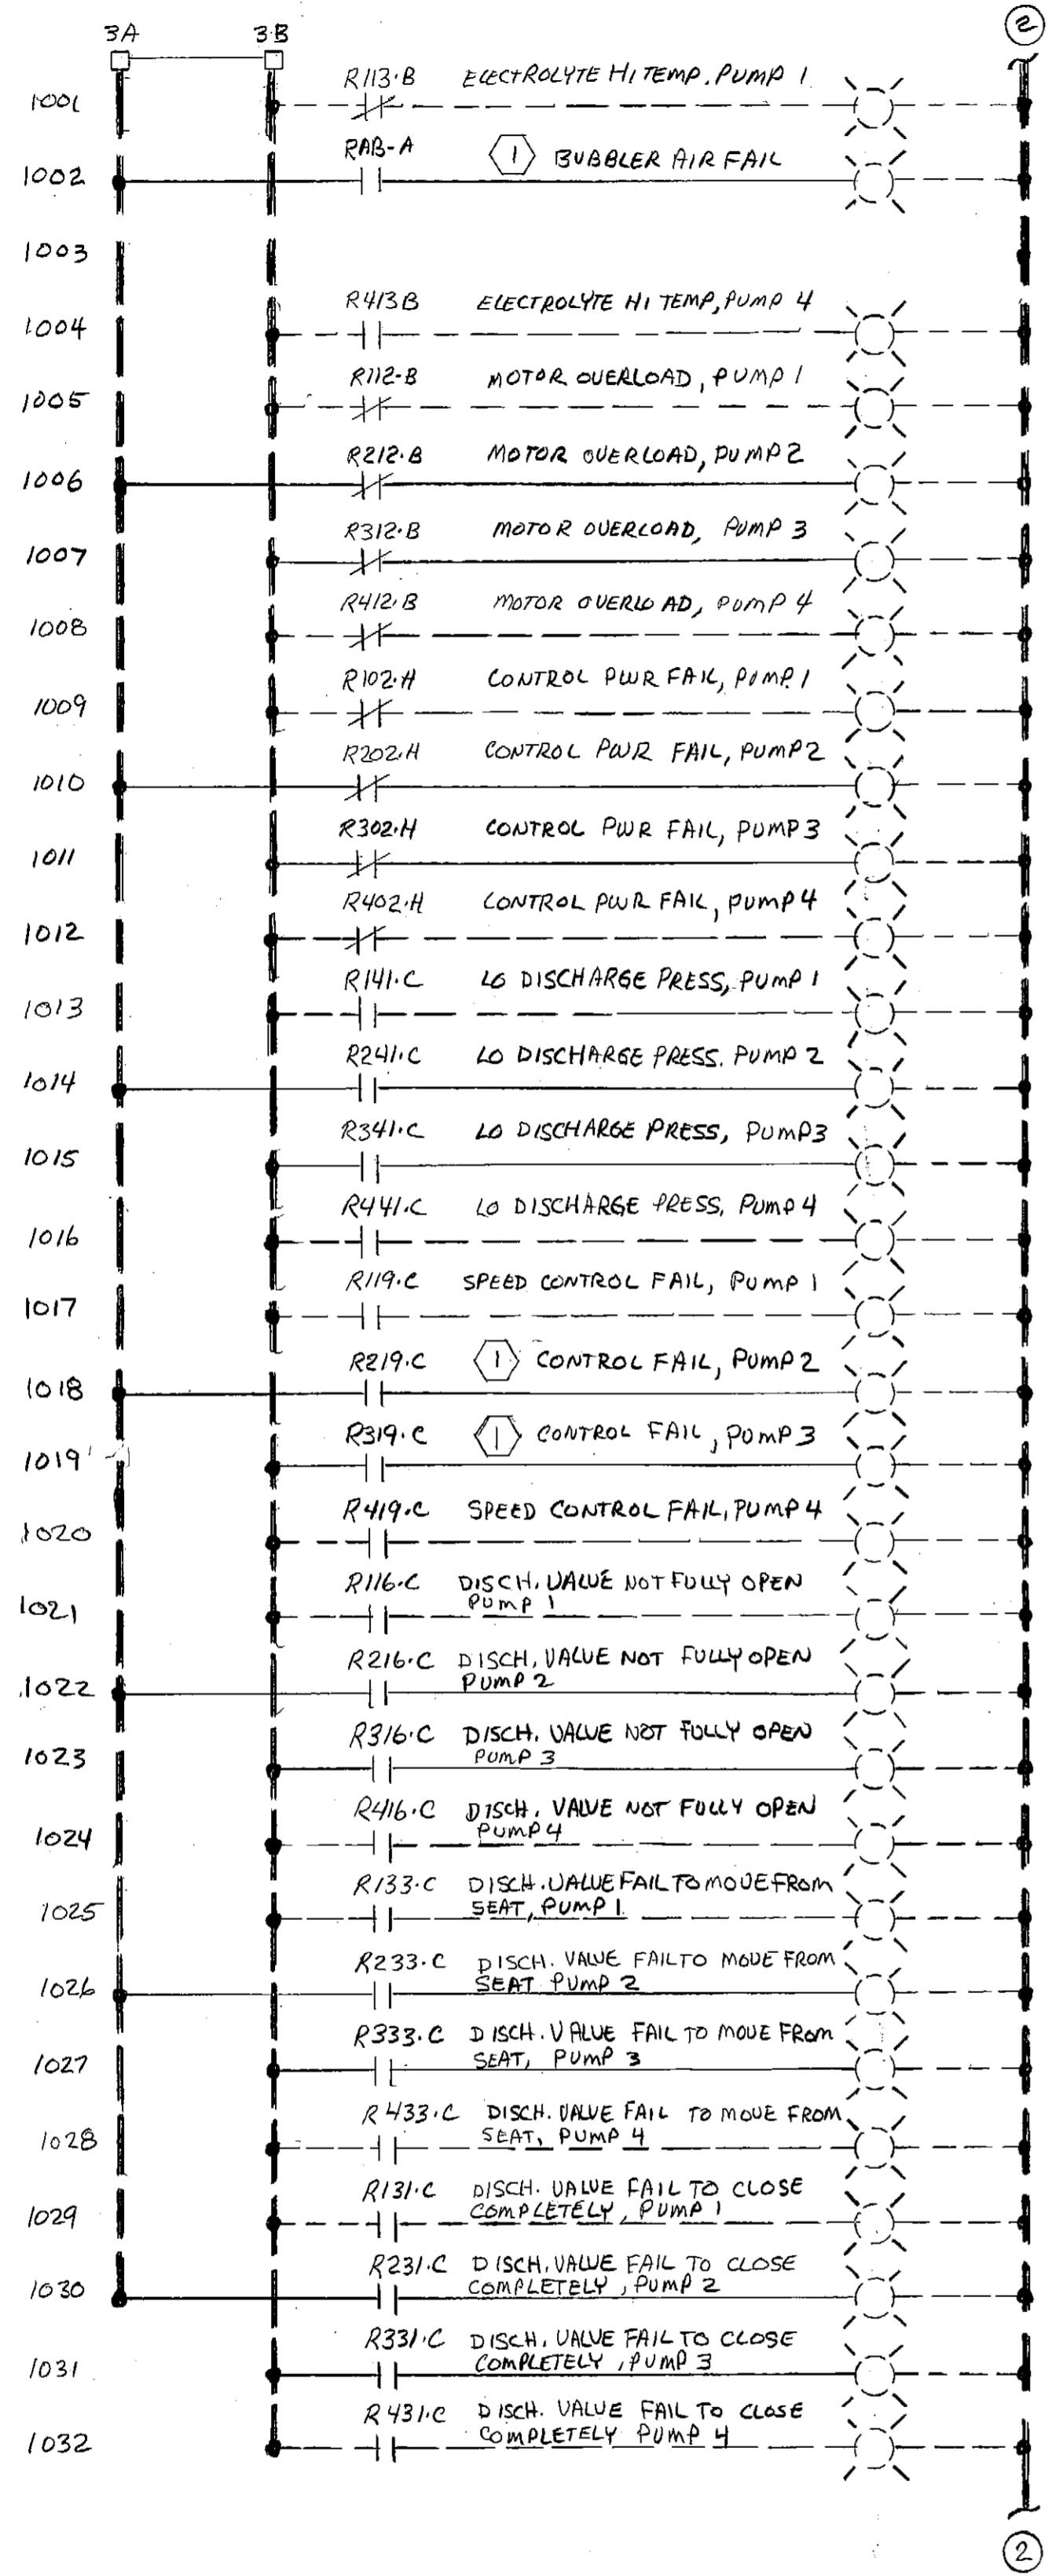 3A 3B 2
1001 R113·B ELECTROLYTE HI TEMP. PUMP 1
1002 RAB-A 1 BUBBLER AIR FAIL
1003
1004 R413B ELECTROLYTE HI TEMP, PUMP 4
1005 R112-B MOTOR OVERLOAD, PUMP 1
1006 R212·B MOTOR OVERLOAD, PUMP 2
1007 R312·B MOTOR OVERLOAD, PUMP 3
1008 R412·B MOTOR OVERLOAD, PUMP 4
1009 R102·H CONTROL PWR FAIL, PUMP 1
1010 R202·H CONTROL PWR FAIL, PUMP 2
1011 R302·H CONTROL PWR FAIL, PUMP 3
1012 R402·H CONTROL PWR FAIL, PUMP 4
1013 R141·C LO DISCHARGE PRESS, PUMP 1
1014 R241·C LO DISCHARGE PRESS. PUMP 2
1015 R341·C LO DISCHARGE PRESS, PUMP 3
1016 R441·C LO DISCHARGE PRESS, PUMP 4
1017 R119·C SPEED CONTROL FAIL, PUMP 1
1018 R219·C 1 CONTROL FAIL, PUMP 2
1019 R319·C 1 CONTROL FAIL, PUMP 3
1020 R419·C SPEED CONTROL FAIL, PUMP 4
1021 R116·C DISCH. VALVE NOT FULLY OPEN
PUMP 1
1022 R216·C DISCH, VALVE NOT FULLY OPEN
PUMP 2
1023 R316·C DISCH. VALVE NOT FULLY OPEN
PUMP 3
1024 R416·C DISCH. VALVE NOT FULLY OPEN
PUMP 4
1025 R133·C DISCH. VALVE FAIL TO MOVE FROM
SEAT, PUMP 1
1026 R233·C DISCH. VALVE FAIL TO MOVE FROM
SEAT PUMP 2
1027 R333·C DISCH. VALVE FAIL TO MOVE FROM
SEAT, PUMP 3
1028 R433·C DISCH. VALVE FAIL TO MOVE FROM
SEAT, PUMP 4
1029 R131·C DISCH. VALVE FAIL TO CLOSE
COMPLETELY, PUMP 1
1030 R231·C DISCH. VALVE FAIL TO CLOSE
COMPLETELY, PUMP 2
1031 R331·C DISCH. VALVE FAIL TO CLOSE
COMPLETELY, PUMP 3
1032 R431·C DISCH. VALVE FAIL TO CLOSE
COMPLETELY PUMP 4
2